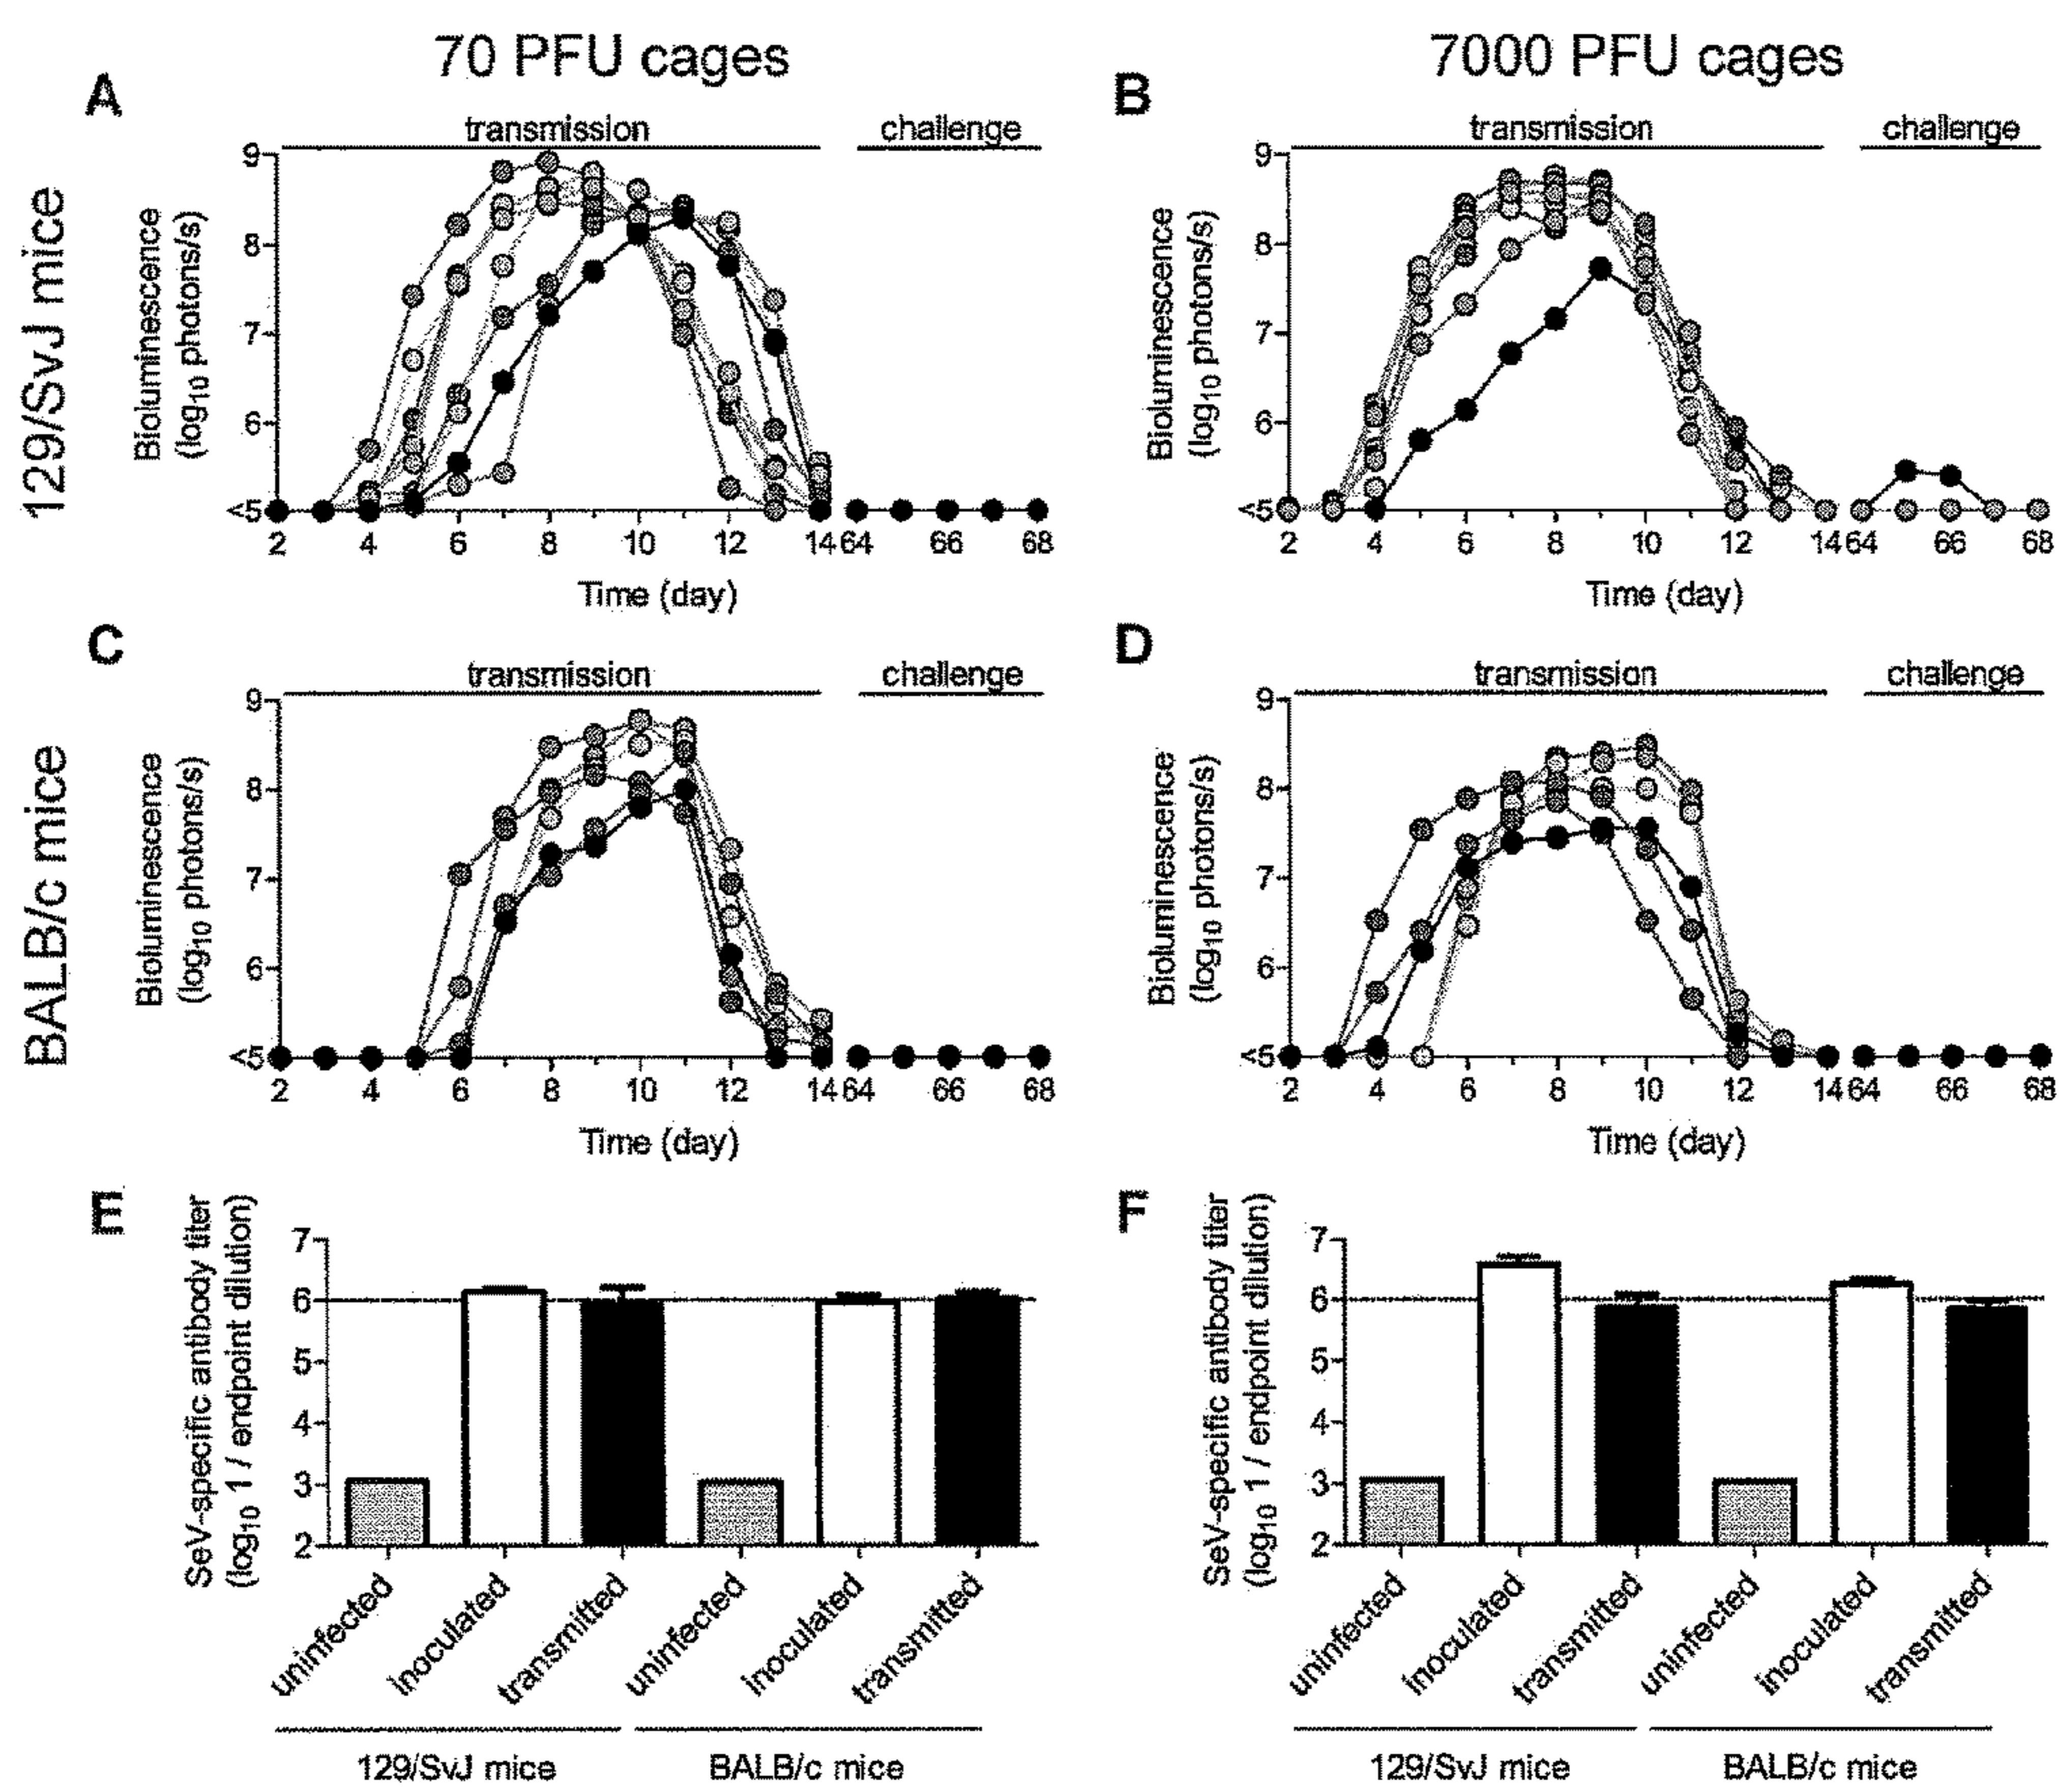 70 PFU cages
7000 PFU cages
129/SvJ mice
BALB/c mice
A
transmission
challenge
Bioluminescence
(log10 photons/s)
9
8
7
6
<5
2 4 6 8 10 12 14 64 66 68
Time (day)
B
transmission
challenge
Bioluminescence
(log10 photons/s)
9
8
7
6
<5
2 4 6 8 10 12 14 64 66 68
Time (day)
C
transmission
challenge
Bioluminescence
(log10 photons/s)
9
8
7
6
<5
2 4 6 8 10 12 14 64 66 68
Time (day)
D
transmission
challenge
Bioluminescence
(log10 photons/s)
9
8
7
6
<5
2 4 6 8 10 12 14 64 66 68
Time (day)
E
SeV-specific antibody titer
(log10 1 / endpoint dilution)
7
6
5
4
3
2
uninfected
inoculated
transmitted
uninfected
inoculated
transmitted
129/SvJ mice
BALB/c mice
F
SeV-specific antibody titer
(log10 1 / endpoint dilution)
7
6
5
4
3
2
uninfected
inoculated
transmitted
uninfected
inoculated
transmitted
129/SvJ mice
BALB/c mice